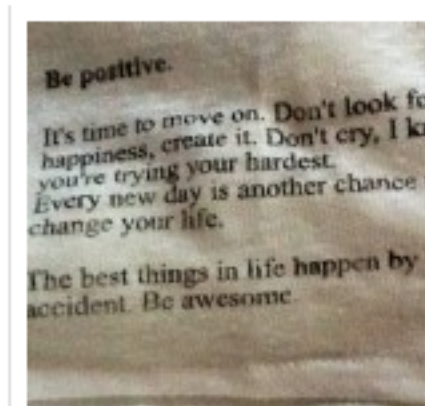 Be positive.
It's time to move on. Don't look
happiness, create it. Don't cry, I
you're trying your hardest.
Every new day is another chance
change your life.
The best things in life happen by
accident. Be awesome